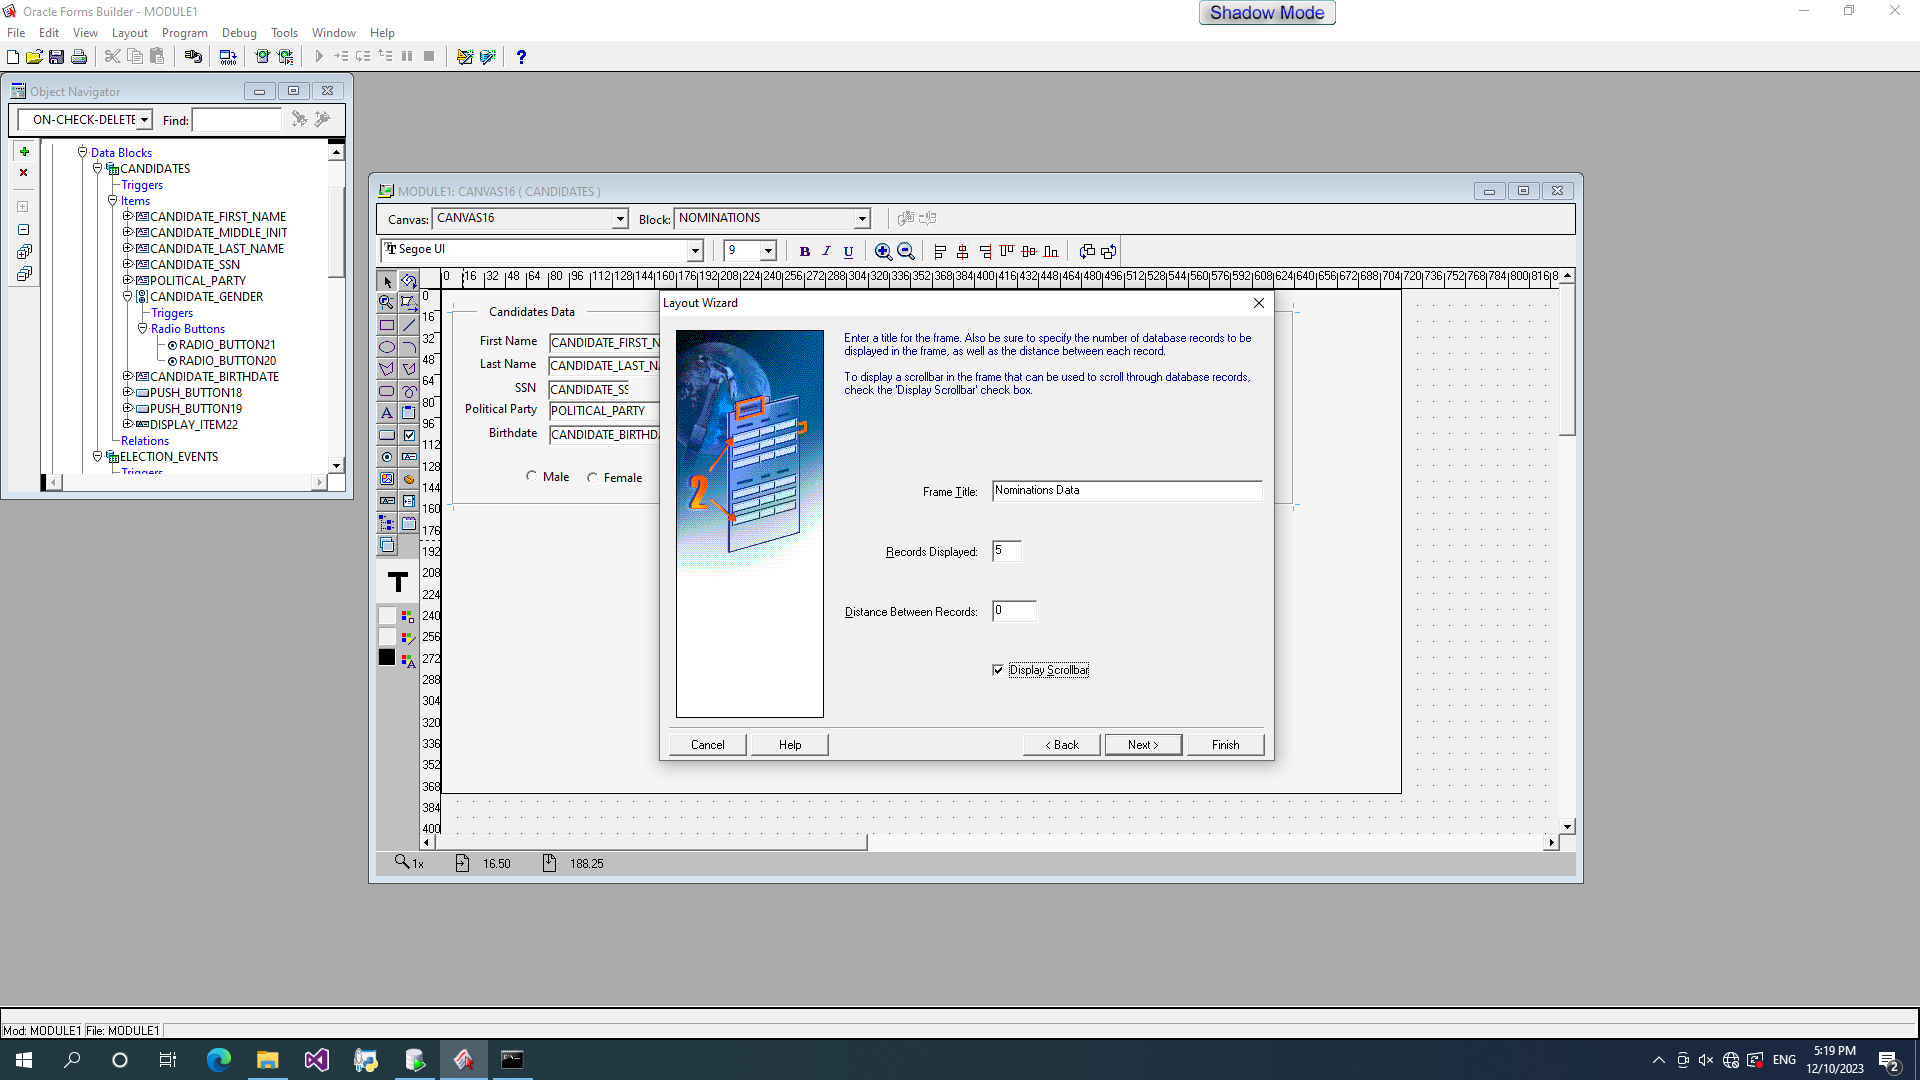 Oracle Forms Builder - MODULE1
Shadow Mode
File Edit View Layout Program Debug Tools Window Help
Object Navigator
ON-CHECK-DELETE Find:
Data Blocks
CANDIDATES
Triggers
Items
CANDIDATE_FIRST_NAME
CANDIDATE_MIDDLE_INIT
CANDIDATE_LAST_NAME
CANDIDATE_SSN
POLITICAL_PARTY
CANDIDATE_GENDER
Triggers
Radio Buttons
RADIO_BUTTON21
RADIO_BUTTON20
CANDIDATE_BIRTHDATE
PUSH_BUTTON18
PUSH_BUTTON19
DISPLAY_ITEM22
Relations
ELECTION_EVENTS
Triggers
MODULE1: CANVAS16 ( CANDIDATES )
Canvas: CANVAS16 Block: NOMINATIONS
Segoe UI 9 B I U
0 16 32 48 64 80 96 112 128 144 160 176 192 208 224 240 256 272 288 304 320 336 352 368 384 400 416 432 448 464 480 496 512 528 544 560 576 592 608 624 640 656 672 688 704 720 736 752 768 784 800 816 8
0
16
32
48
64
80
96
112
128
144
160
176
192
208
224
240
256
272
288
304
320
336
352
368
384
400
Candidates Data
First Name CANDIDATE_FIRST_N
Last Name CANDIDATE_LAST_NA
SSN CANDIDATE_SS
Political Party POLITICAL_PARTY
Birthdate CANDIDATE_BIRTHDA
Male Female
Layout Wizard
Enter a title for the frame. Also be sure to specify the number of database records to be
displayed in the frame, as well as the distance between each record.
To display a scrollbar in the frame that can be used to scroll through database records,
check the 'Display Scrollbar' check box.
2
Frame Title: Nominations Data
Records Displayed: 5
Distance Between Records: 0
Display Scrollbar
Cancel Help < Back Next > Finish
1x 16.50 188.25
Mod: MODULE1 File: MODULE1
ENG
5:19 PM
12/10/2023
2